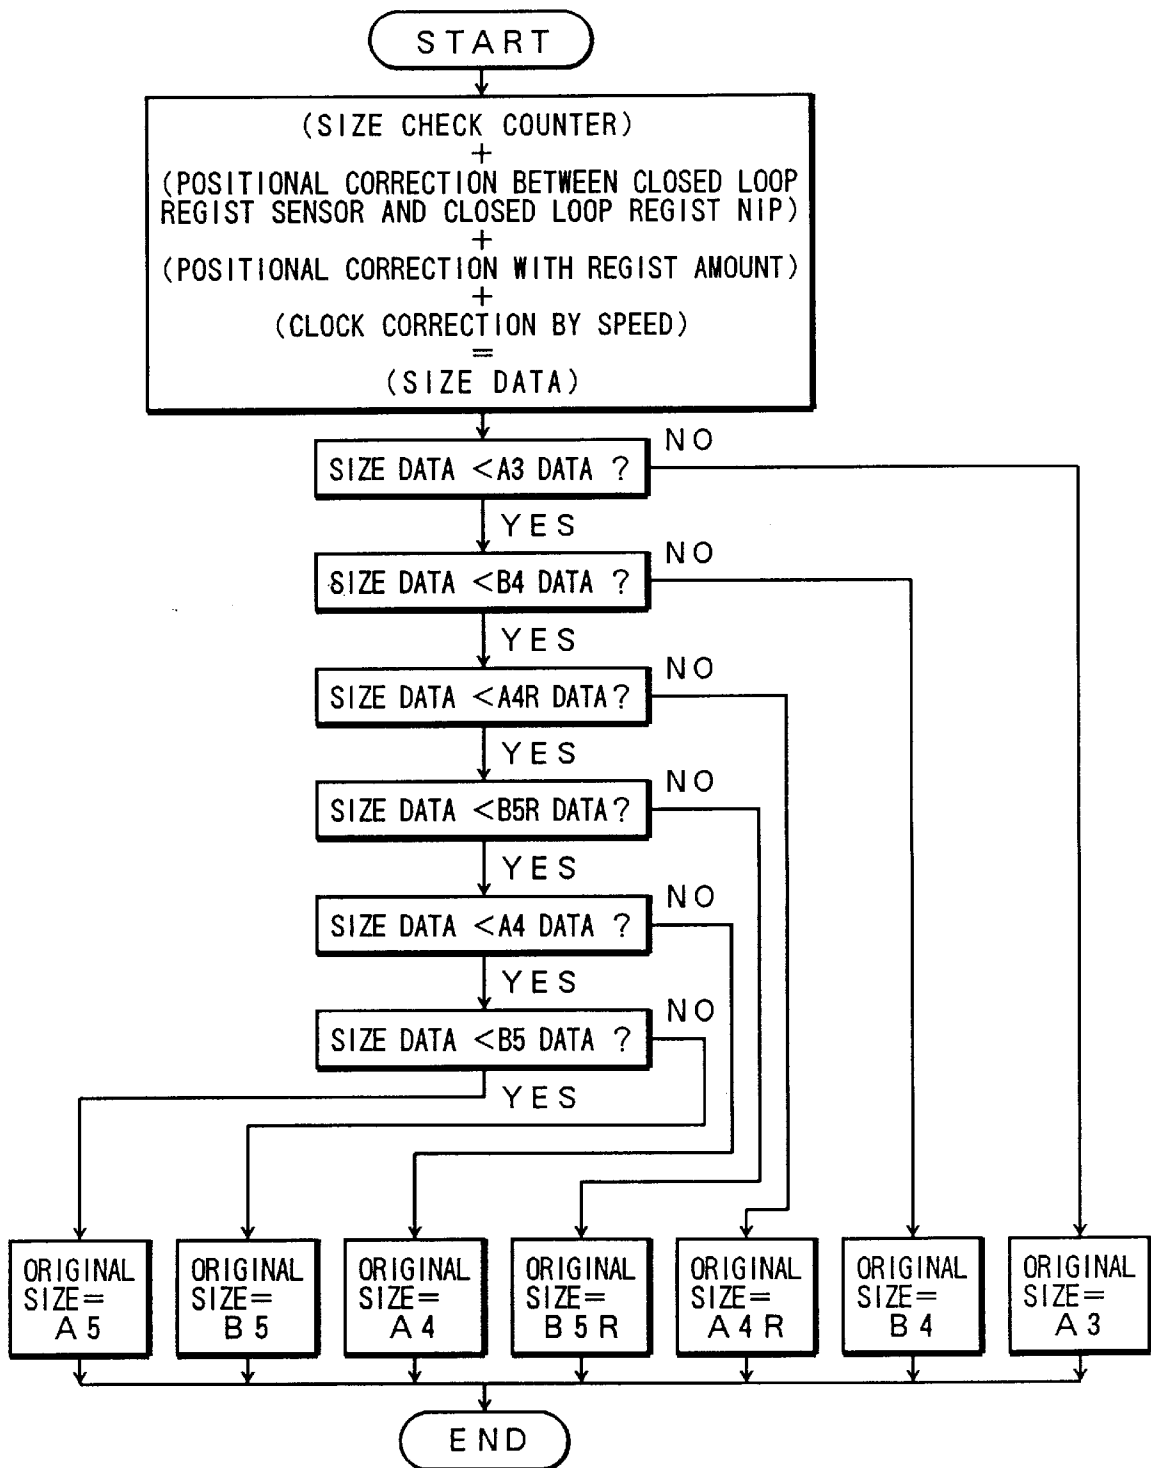 START
(SIZE CHECK COUNTER)
+
(POSITIONAL CORRECTION BETWEEN CLOSED LOOP
REGIST SENSOR AND CLOSED LOOP REGIST NIP)
+
(POSITIONAL CORRECTION WITH REGIST AMOUNT)
+
(CLOCK CORRECTION BY SPEED)
=
(SIZE DATA)
SIZE DATA <A3 DATA ?
NO
YES
SIZE DATA <B4 DATA ?
NO
YES
SIZE DATA <A4R DATA?
NO
YES
SIZE DATA <B5R DATA?
NO
YES
SIZE DATA <A4 DATA ?
NO
YES
SIZE DATA <B5 DATA ?
NO
YES
ORIGINAL
SIZE=
A5
ORIGINAL
SIZE=
B5
ORIGINAL
SIZE=
A4
ORIGINAL
SIZE=
B5R
ORIGINAL
SIZE=
A4R
ORIGINAL
SIZE=
B4
ORIGINAL
SIZE=
A3
END